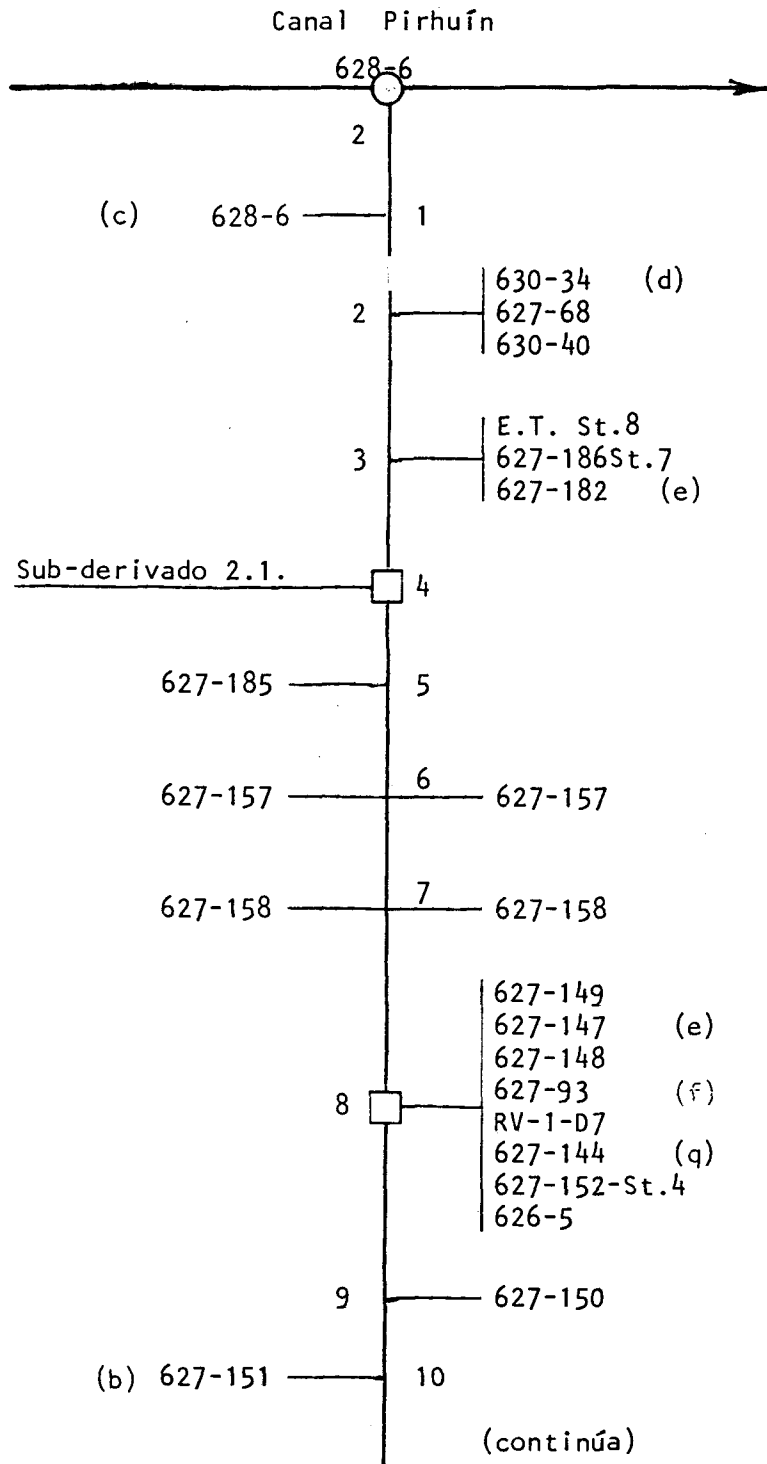 Canal Pirhuín
628-6
2
(c) 628-6 1
630-34 (d)
2 627-68
630-40
E.T. St.8
3 627-186St.7
627-182 (e)
Sub-derivado 2.1. 4
627-185 5
6
627-157 627-157
7
627-158 627-158
627-149
627-147 (e)
627-148
8 627-93 (f)
RV-1-D7
627-144 (q)
627-152-St.4
626-5
9 627-150
(b) 627-151 10
(continúa)